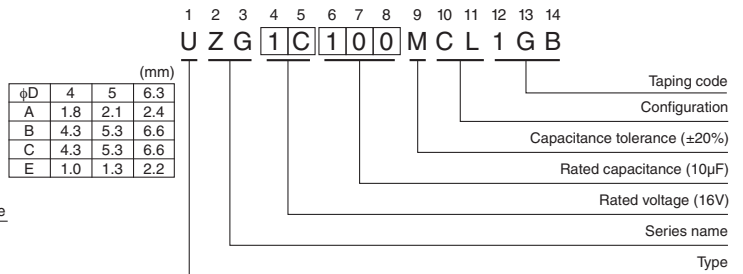 1 2 3 4 5 6 7 8 9 10 11 12 13 14
U Z G 1 C 1 0 0 M C L 1 G B
(mm)
φD 4 5 6.3
A 1.8 2.1 2.4
B 4.3 5.3 6.6
C 4.3 5.3 6.6
E 1.0 1.3 2.2
Taping code
Configuration
Capacitance tolerance (±20%)
Rated capacitance (10µF)
Rated voltage (16V)
Series name
Type